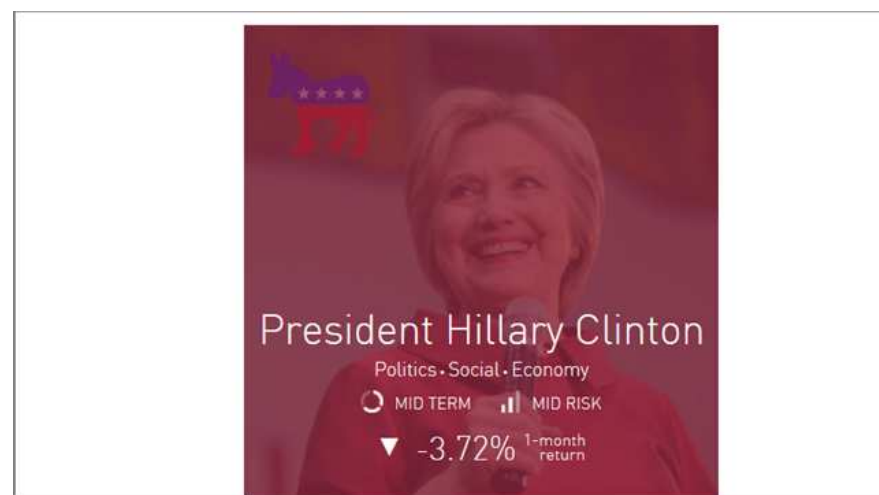 President Hillary Clinton
Politics • Social • Economy
MID TERM MID RISK
-3.72% 1-month return